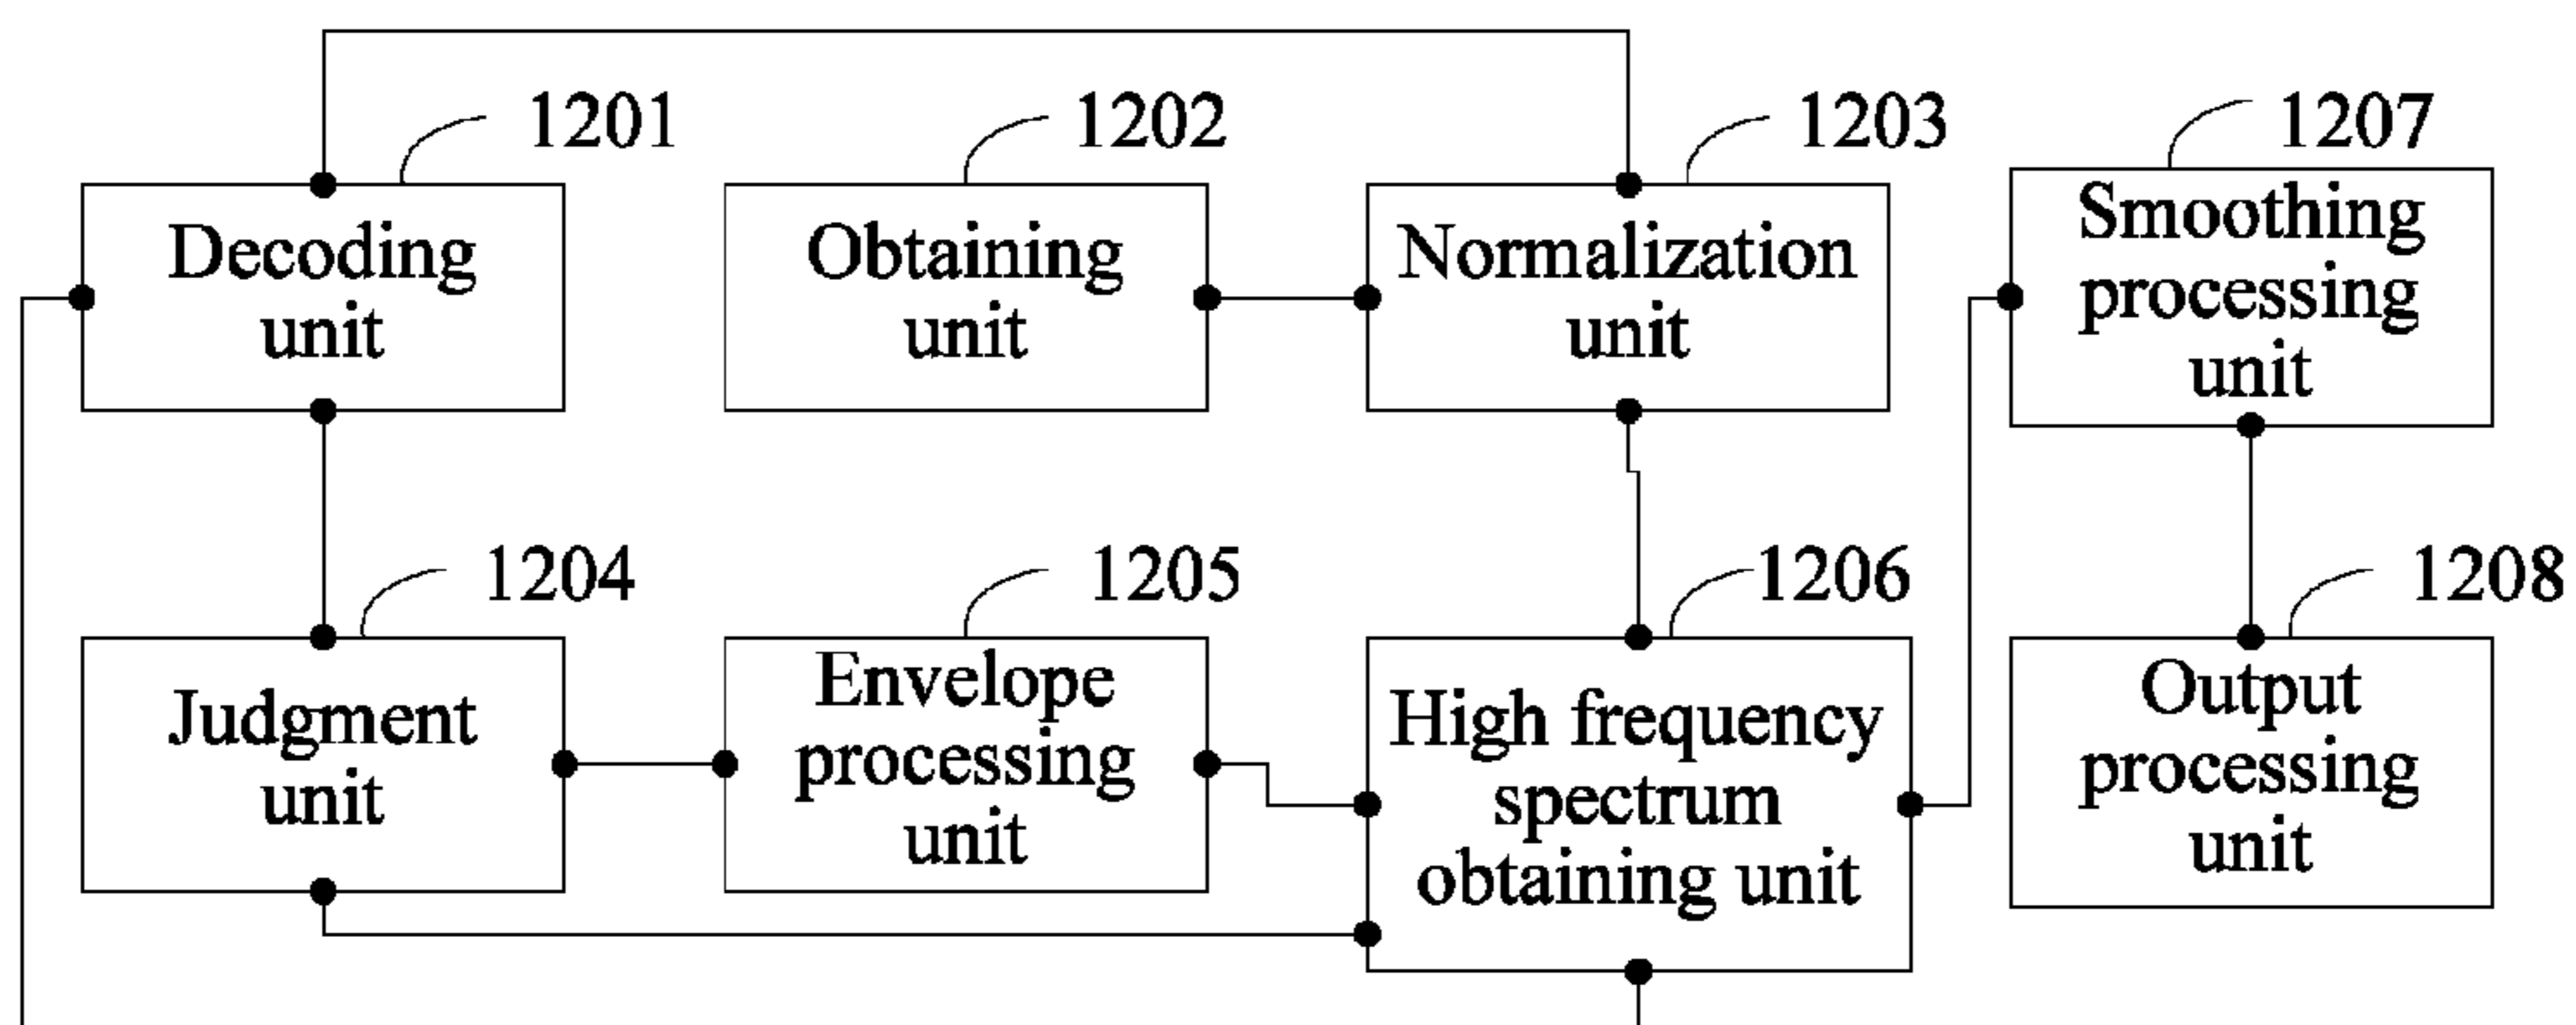 1201
1202
1203
1207
Decoding
unit
Obtaining
unit
Normalization
unit
Smoothing
processing
unit
1204
1205
1206
1208
Judgment
unit
Envelope
processing
unit
High frequency
spectrum
obtaining unit
Output
processing
unit